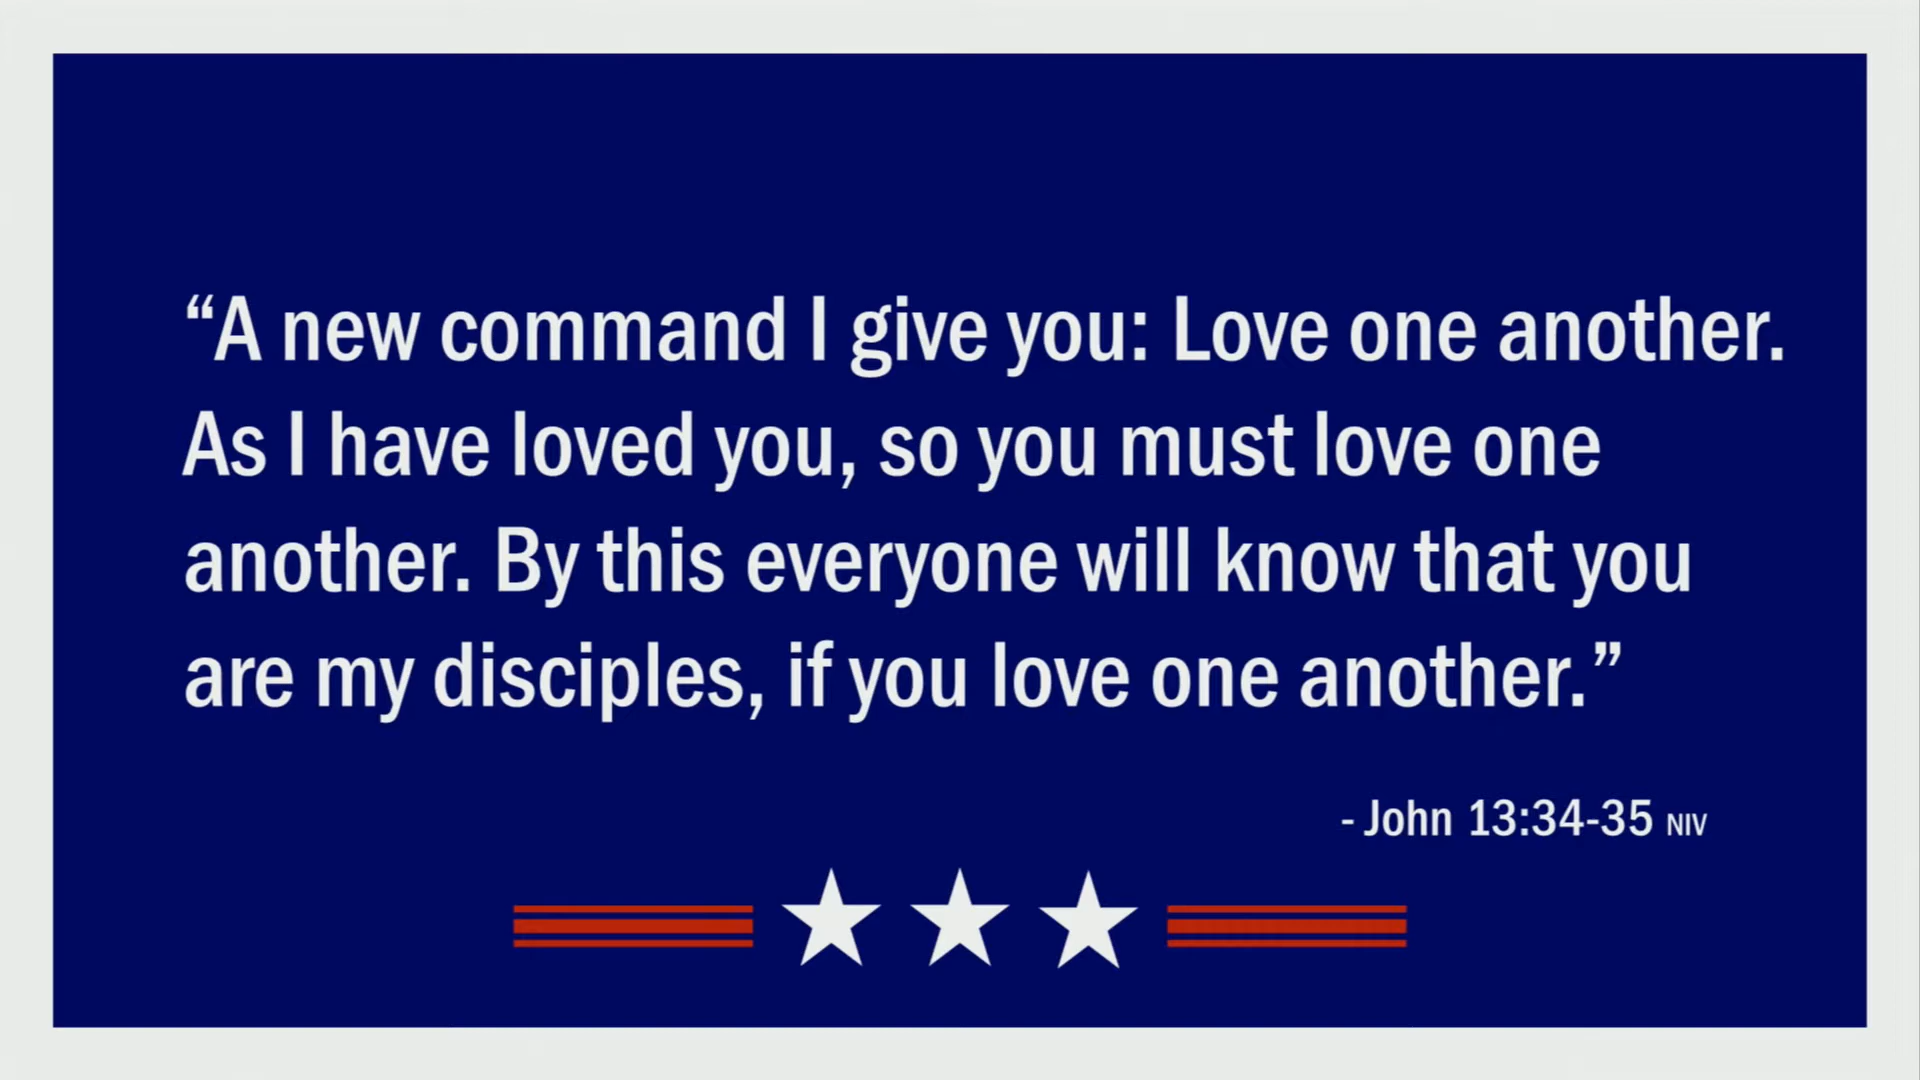 “A new command I give you: Love one another.
As I have loved you, so you must love one
another. By this everyone will know that you
are my disciples, if you love one another.”
- John 13:34-35 NIV